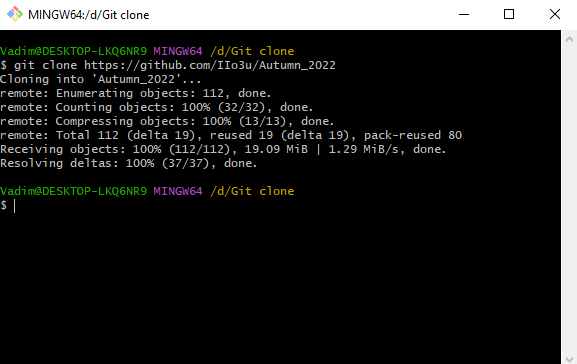 MINGW64:/d/Git clone
Vadim@DESKTOP-LKQ6NR9 MINGW64 /d/Git clone
$ git clone https://github.com/IIo3u/Autumn_2022
Cloning into 'Autumn_2022'...
remote: Enumerating objects: 112, done.
remote: Counting objects: 100% (32/32), done.
remote: Compressing objects: 100% (13/13), done.
remote: Total 112 (delta 19), reused 19 (delta 19), pack-reused 80
Receiving objects: 100% (112/112), 19.09 MiB | 1.29 MiB/s, done.
Resolving deltas: 100% (37/37), done.
Vadim@DESKTOP-LKQ6NR9 MINGW64 /d/Git clone
$